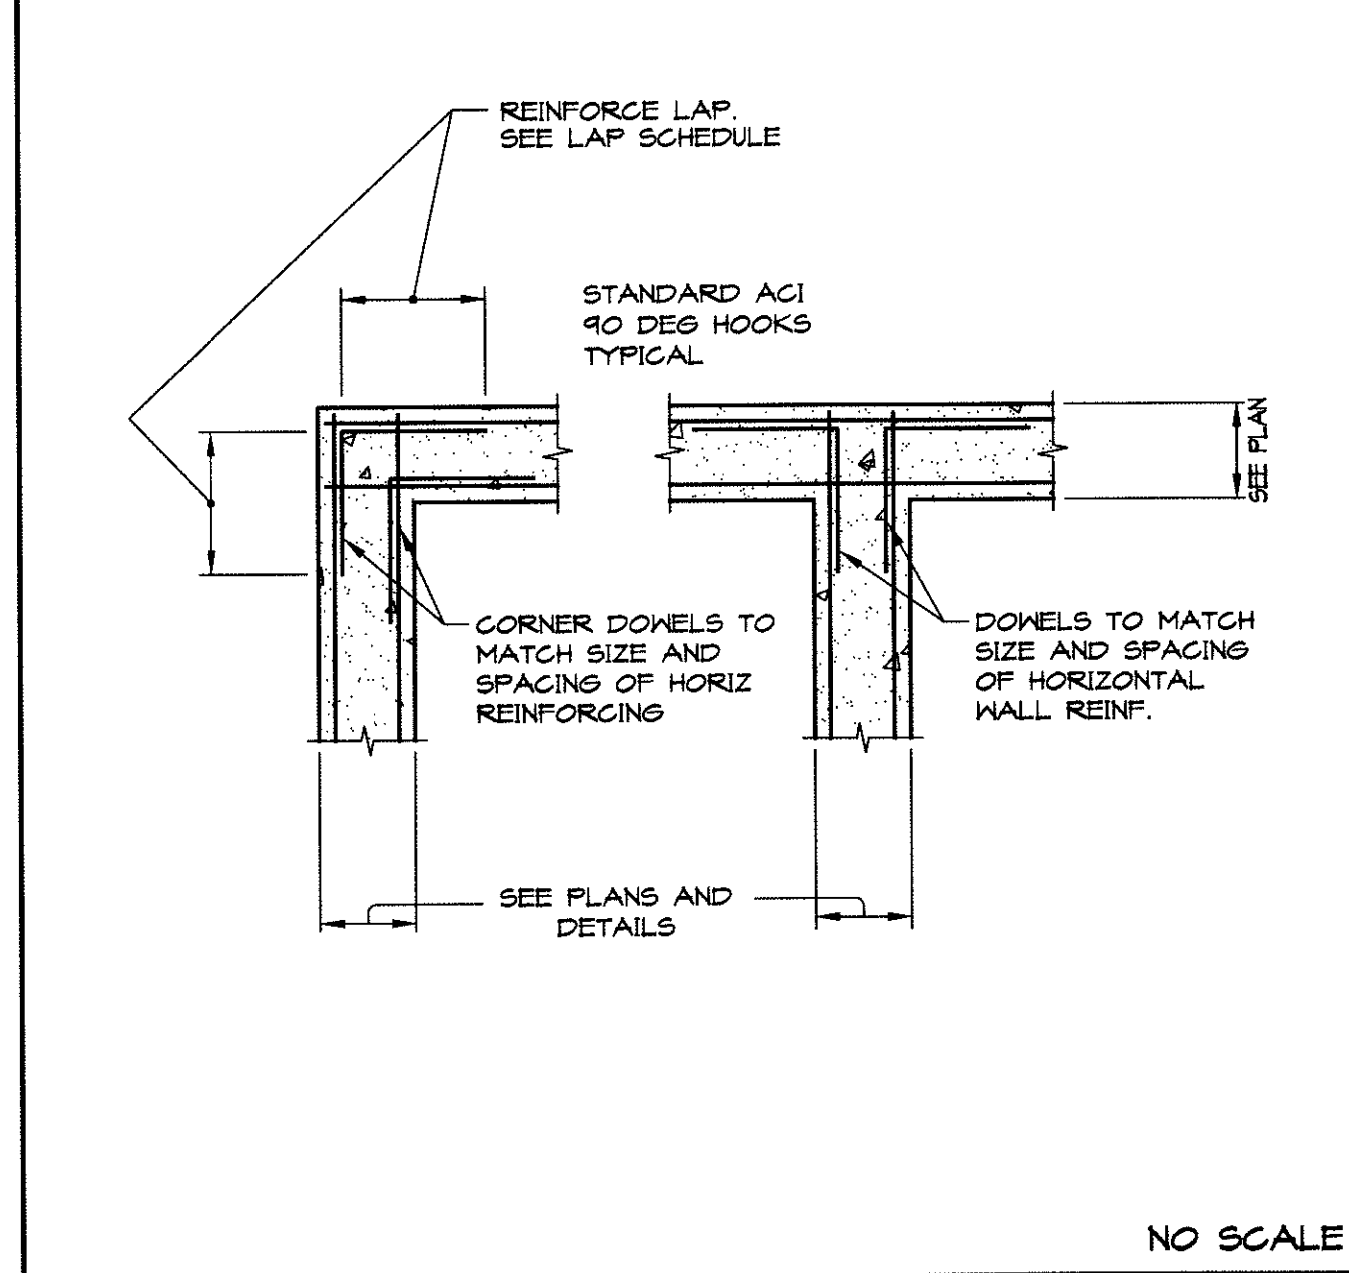 REINFORCE LAP.
SEE LAP SCHEDULE
STANDARD ACI
90 DEG HOOKS
TYPICAL
SEE PLAN
CORNER DOWELS TO
MATCH SIZE AND
SPACING OF HORIZ
REINFORCING
DOWELS TO MATCH
SIZE AND SPACING
OF HORIZONTAL
WALL REINF.
SEE PLANS AND
DETAILS
NO SCALE